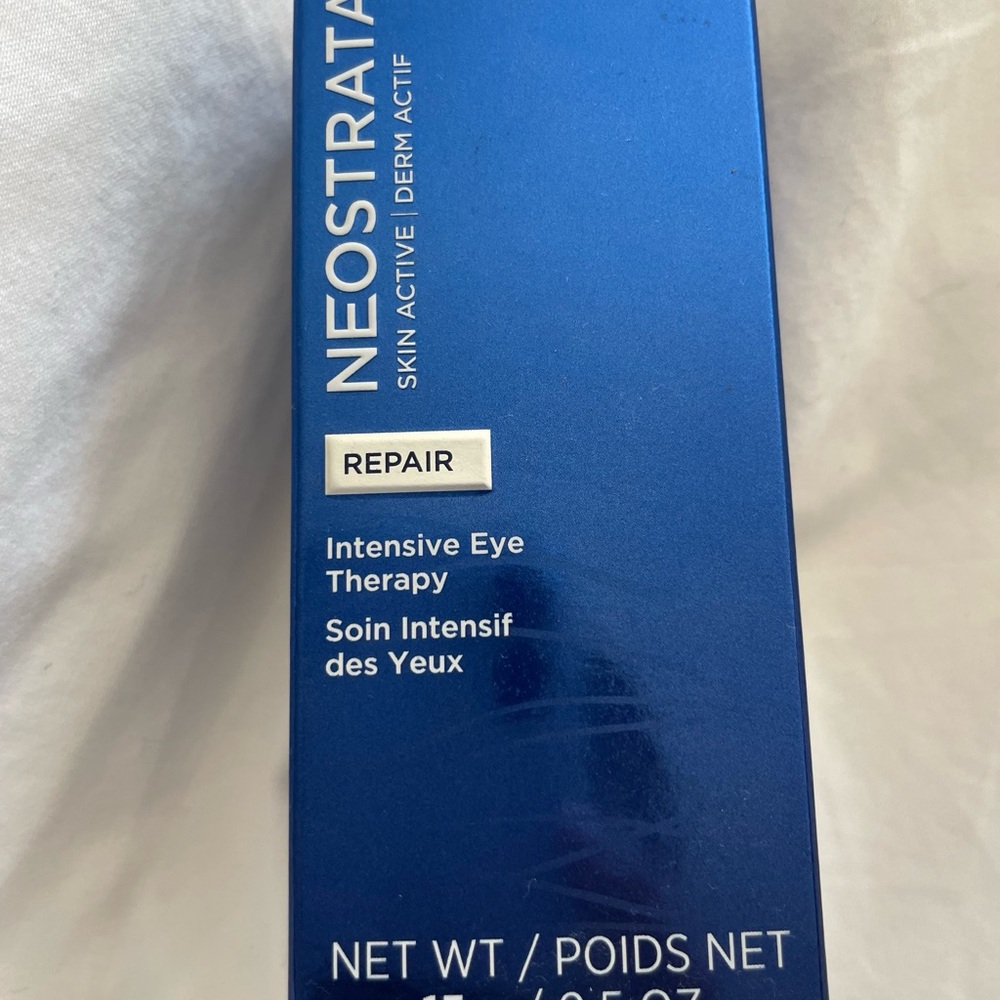 NEOSTRATA
SKIN ACTIVE | DERM ACTIF
REPAIR
Intensive Eye
Therapy
Soin Intensif
des Yeux
NET WT / POIDS NET